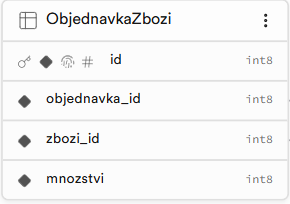 ObjednavkaZbozi
id int8
objednavka_id int8
zbozi_id int8
mnozstvi int8